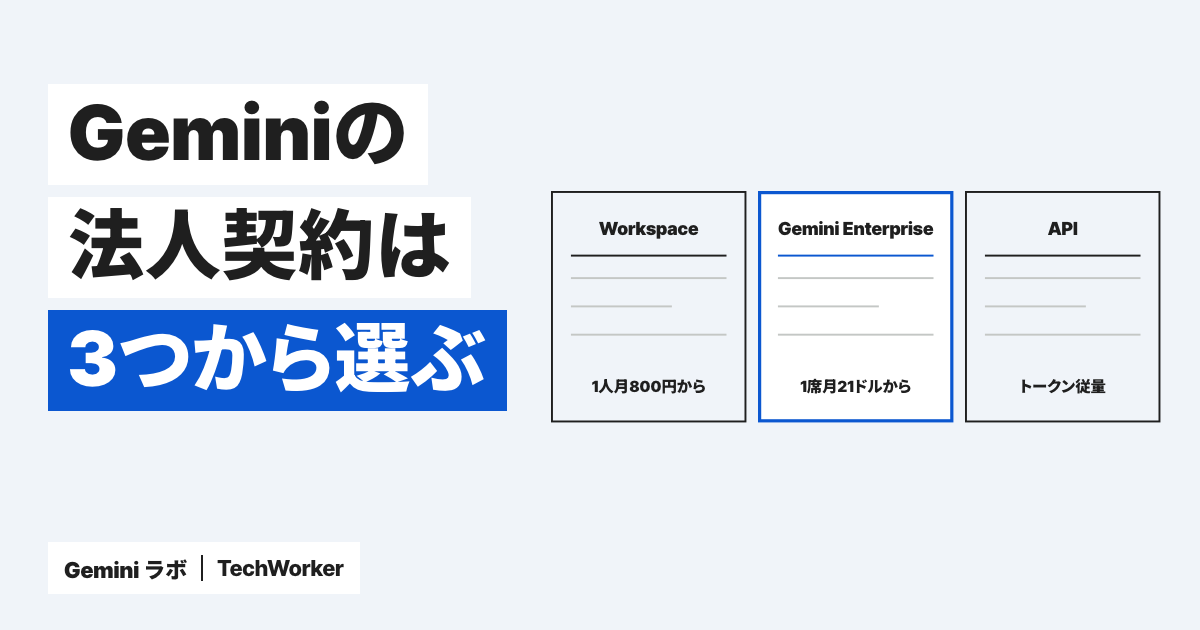 Geminiの
法人契約は
3つから選ぶ
Workspace
1人月800円から
Gemini Enterprise
1席月21ドルから
API
トークン従量
Gemini ラボ | TechWorker